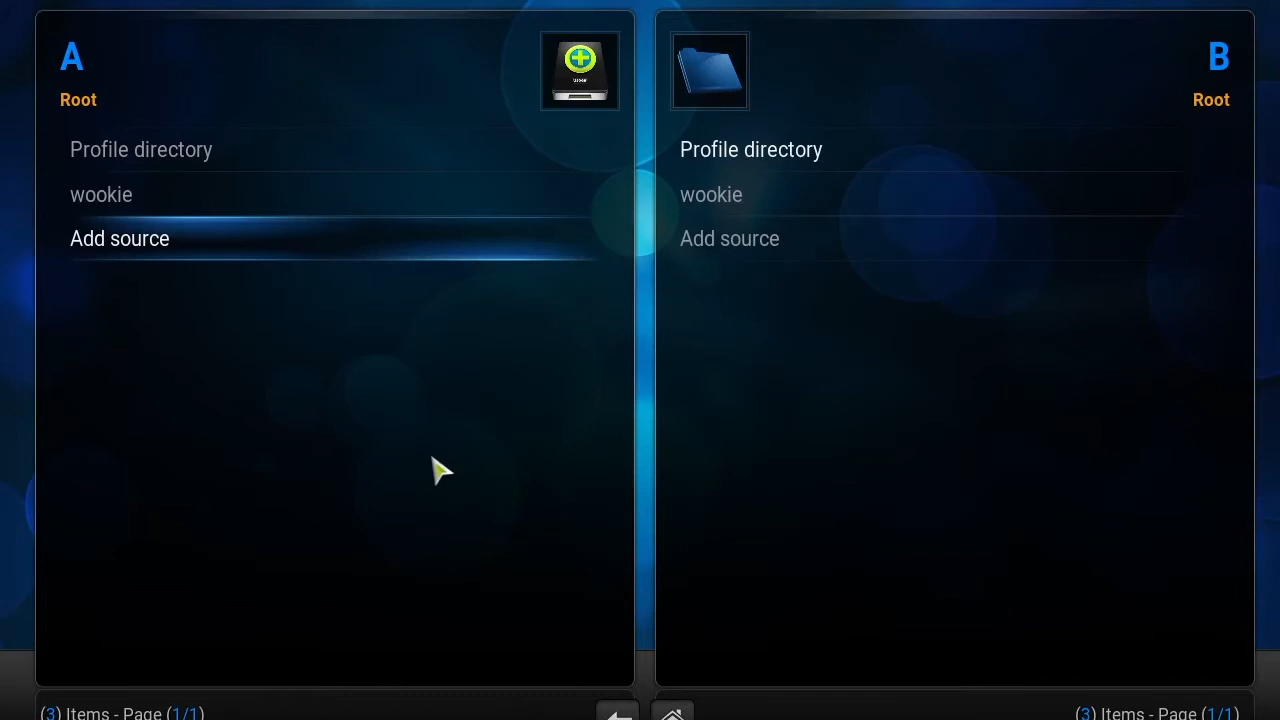 A
Root
Profile directory
wookie
Add source
(3) Items - Page (1/1)
B
Root
Profile directory
wookie
Add source
(3) Items - Page (1/1)